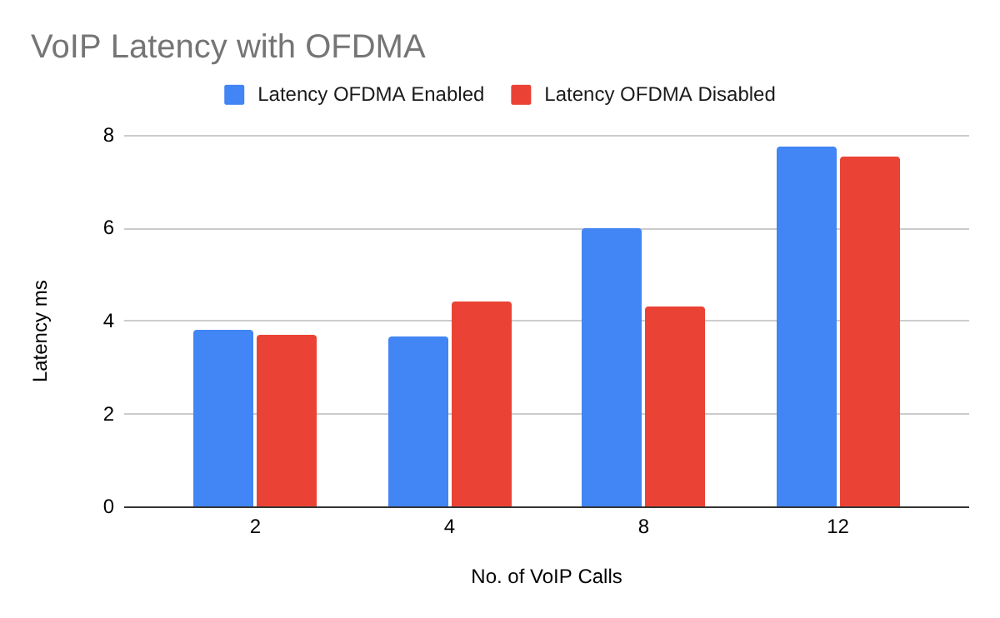 VoIP Latency with OFDMA
Latency OFDMA Enabled Latency OFDMA Disabled
8
6
4
2
0
Latency ms
2 4 8 12
No. of VoIP Calls